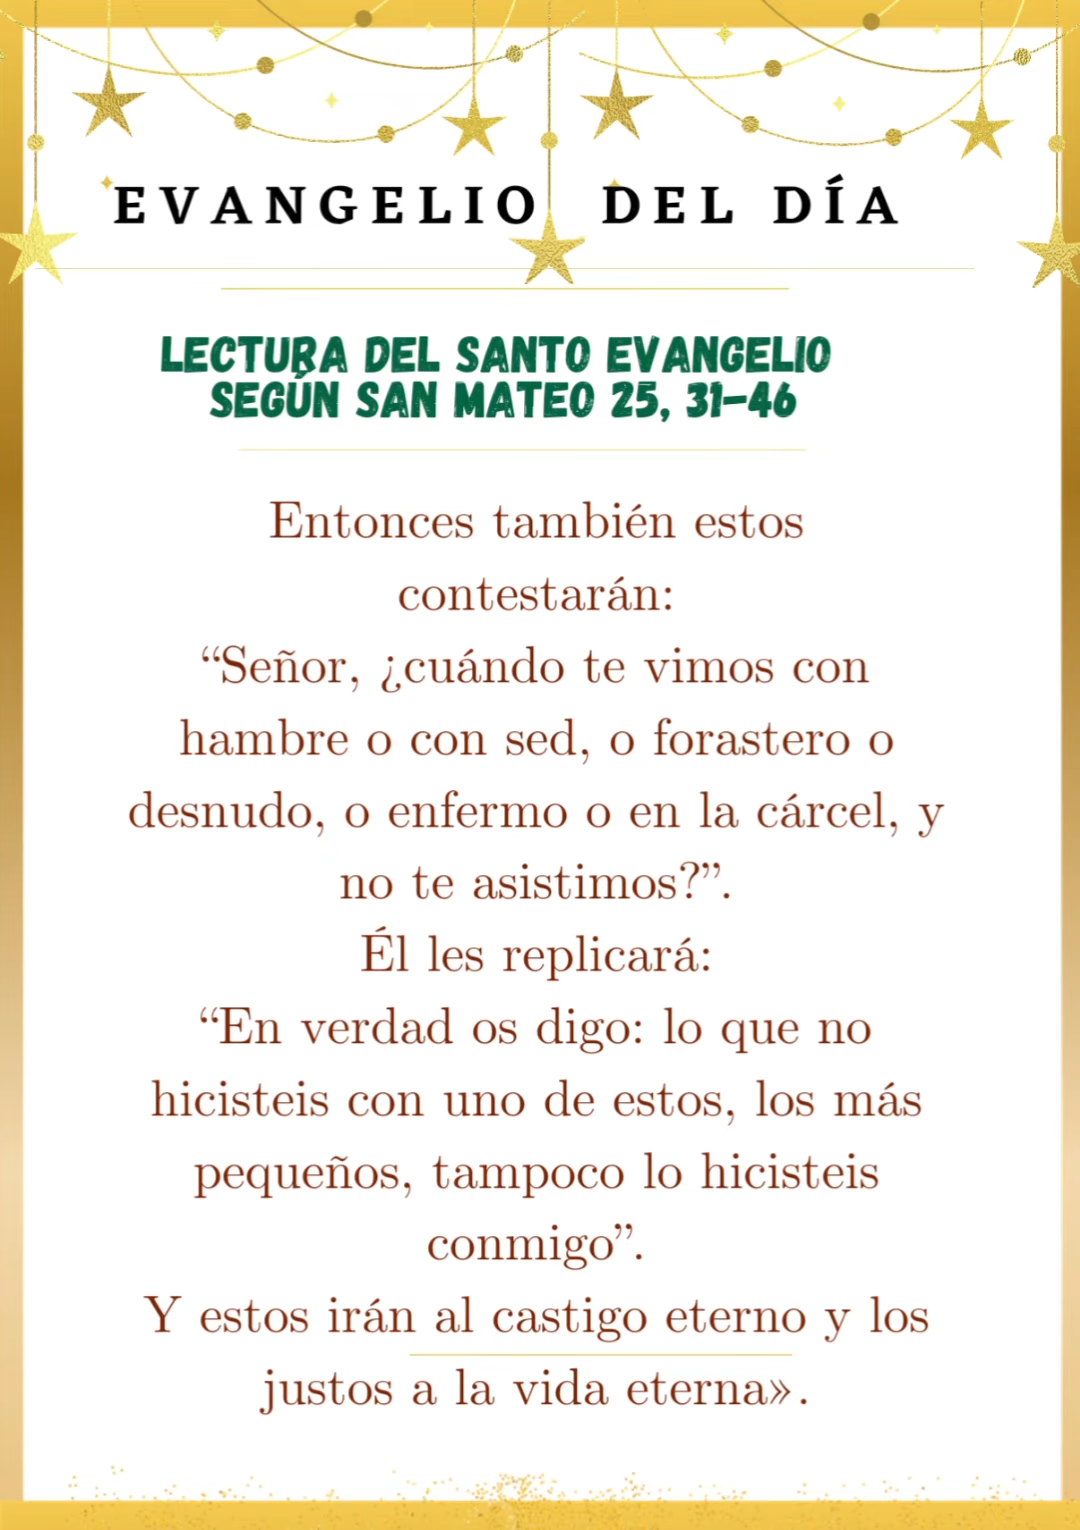 EVANGELIO DEL DÍA
LECTURA DEL SANTO EVANGELIO
SEGÚN SAN MATEO 25, 31-46
Entonces también estos
contestarán:
“Señor, ¿cuándo te vimos con
hambre o con sed, o forastero o
desnudo, o enfermo o en la cárcel, y
no te asistimos?”.
Él les replicará:
“En verdad os digo: lo que no
hicisteis con uno de estos, los más
pequeños, tampoco lo hicisteis
conmigo”.
Y estos irán al castigo eterno y los
justos a la vida eterna».